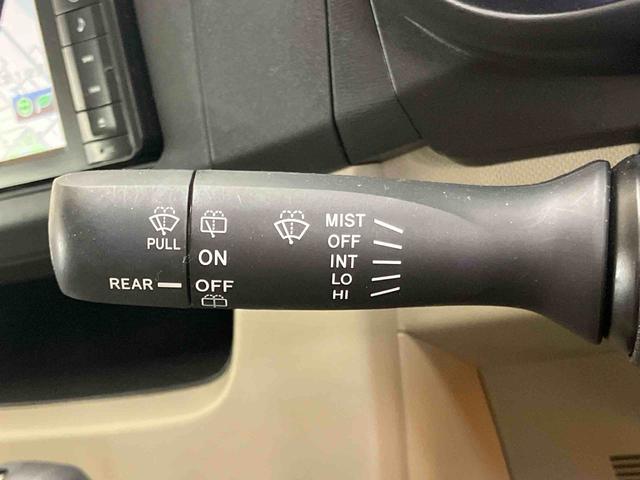 PULL
REAR
ON
OFF
MIST
OFF
INT
LO
HI